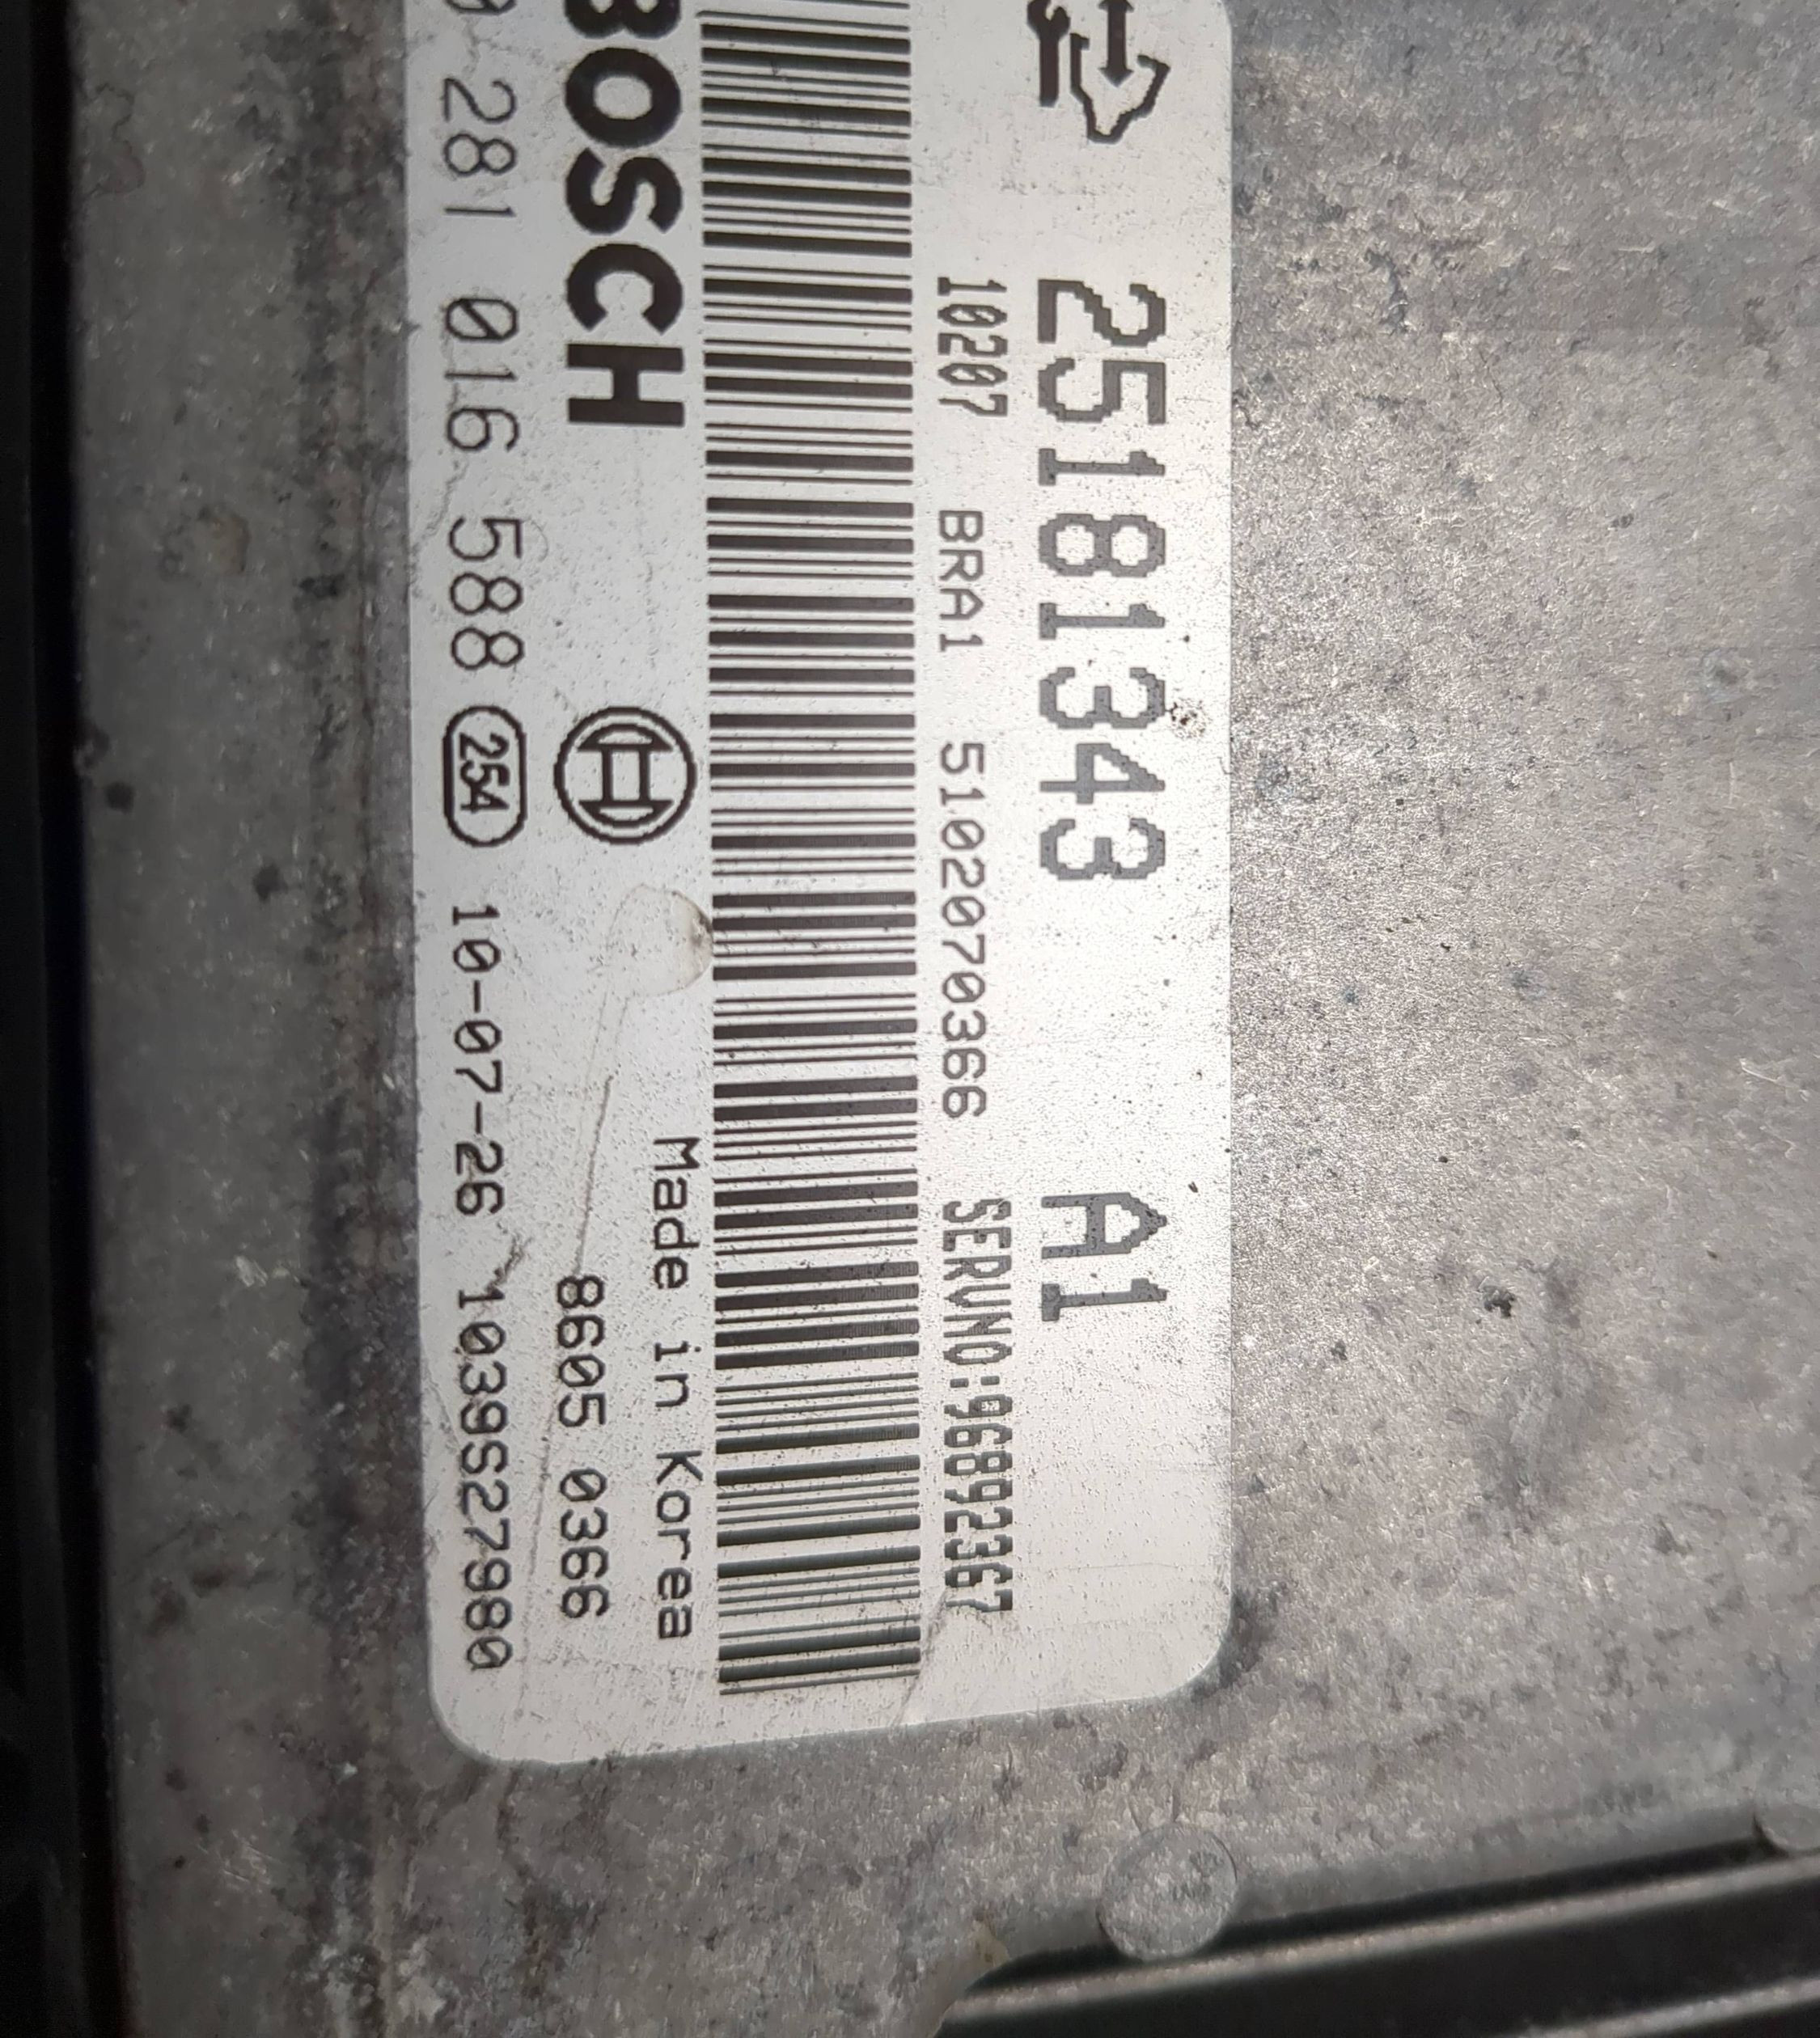 25181343 A1
10207 BRA1 5102070366 SERVNO:96892367
Made in Korea
BOSCH 8605 0366
0 281 016 588 254 10-07-26 1039S27980